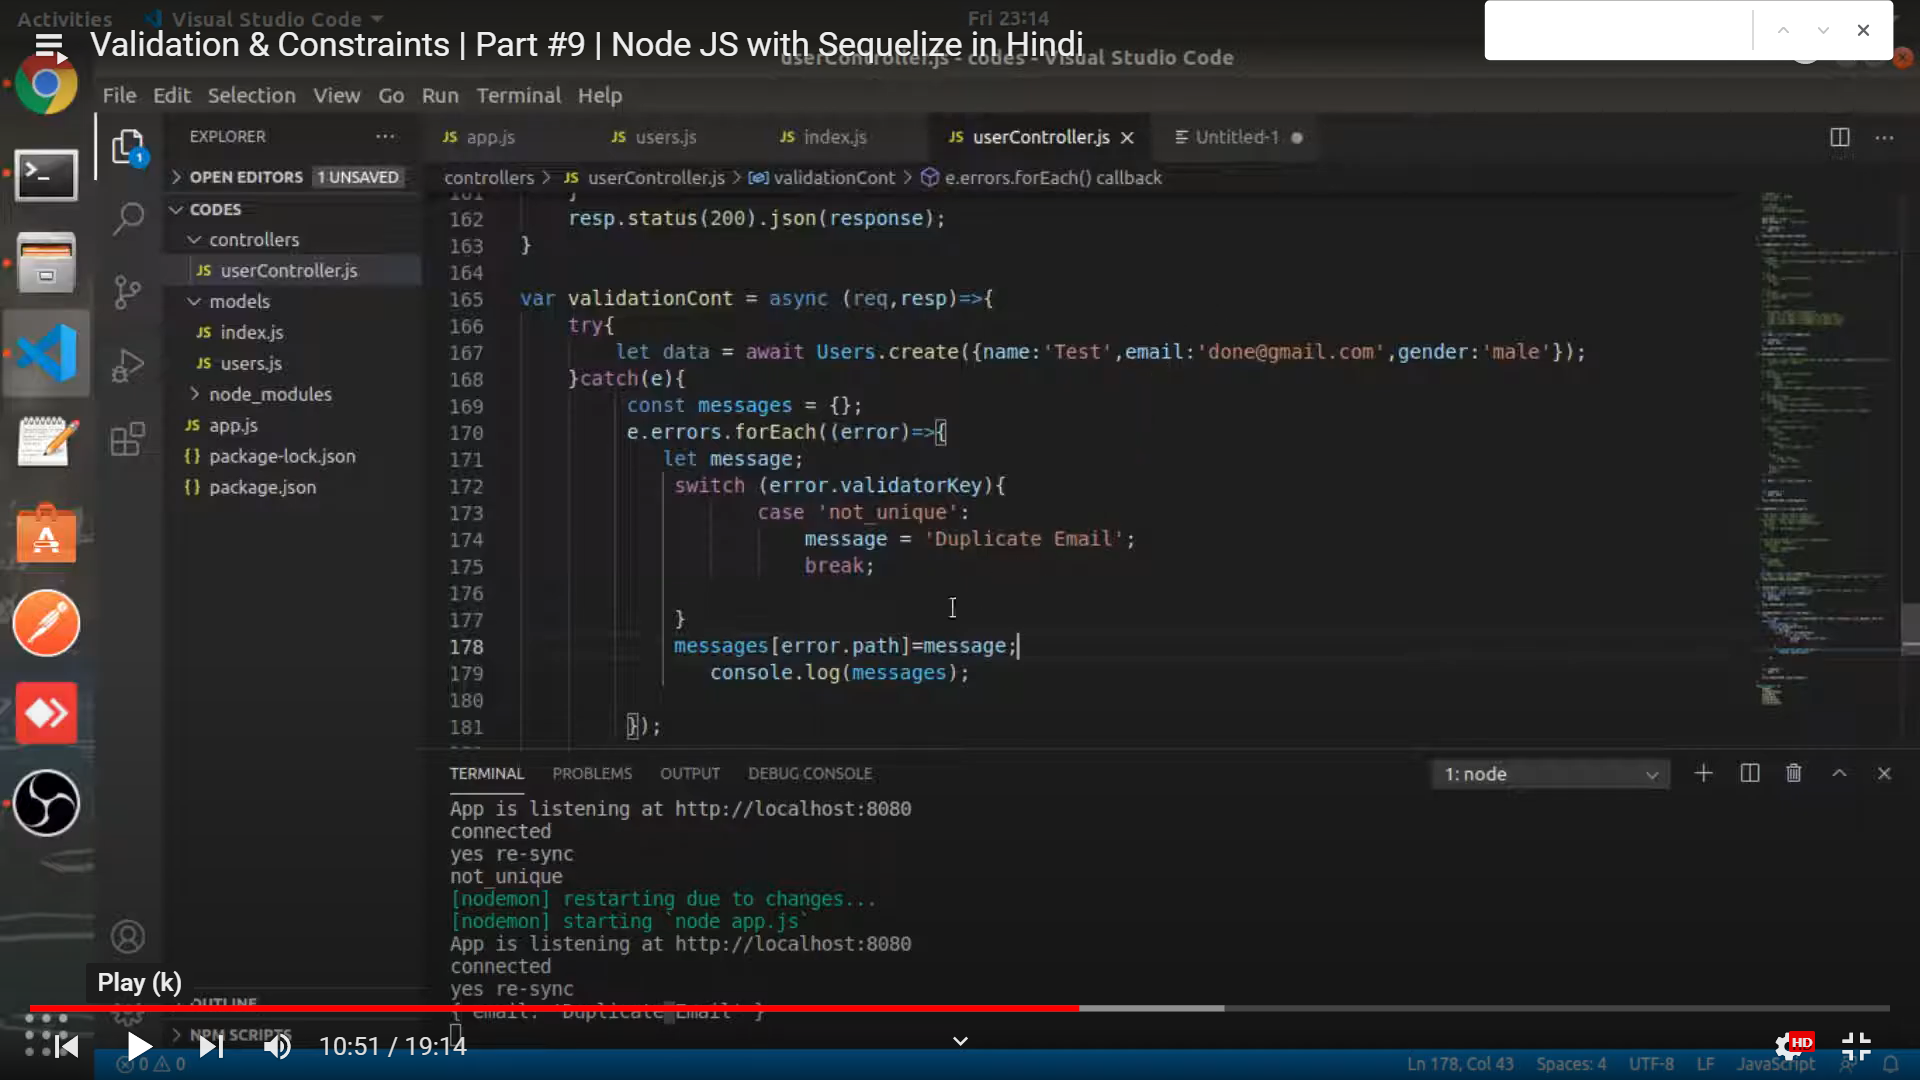 Activities Visual Studio Code Fri 23:14
Validation & Constraints | Part #9 | Node JS with Sequelize in Hindi
userController.js - codes - Visual Studio Code
File Edit Selection View Go Run Terminal Help
EXPLORER
app.js users.js index.js userController.js Untitled-1
OPEN EDITORS 1 UNSAVED
controllers > JS userController.js > validationCont > e.errors.forEach() callback
CODES
controllers
JS userController.js
models
JS index.js
JS users.js
node_modules
JS app.js
{} package-lock.json
{} package.json
161 }
162 resp.status(200).json(response);
163 }
164
165 var validationCont = async (req,resp)=>{
166 try{
167 let data = await Users.create({name:'Test',email:'done@gmail.com',gender:'male'});
168 }catch(e){
169 const messages = {};
170 e.errors.forEach((error)=>{
171 let message;
172 switch (error.validatorKey){
173 case 'not_unique':
174 message = 'Duplicate Email';
175 break;
176
177 }
178 messages[error.path]=message;
179 console.log(messages);
180
181 });
TERMINAL PROBLEMS OUTPUT DEBUG CONSOLE 1: node
App is listening at http://localhost:8080
connected
yes re-sync
not_unique
[nodemon] restarting due to changes...
[nodemon] starting `node app.js`
App is listening at http://localhost:8080
connected
yes re-sync
{ email: 'Duplicate Email' }
Play (k)
OUTLINE
NPM SCRIPTS
10:51 / 19:14
HD
0 0 Ln 178, Col 43 Spaces: 4 UTF-8 LF JavaScript